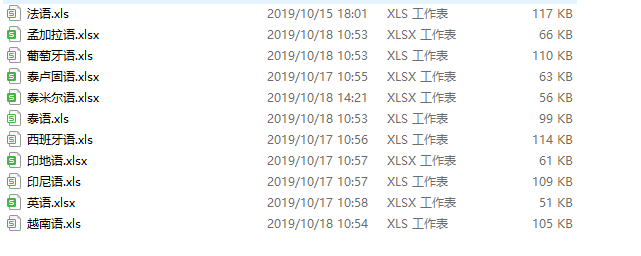 法语.xls 2019/10/15 18:01 XLS 工作表 117 KB
孟加拉语.xlsx 2019/10/18 10:53 XLSX 工作表 66 KB
葡萄牙语.xls 2019/10/18 10:53 XLS 工作表 110 KB
泰卢固语.xlsx 2019/10/17 10:55 XLSX 工作表 63 KB
泰米尔语.xlsx 2019/10/18 14:21 XLSX 工作表 56 KB
泰语.xls 2019/10/18 10:53 XLS 工作表 99 KB
西班牙语.xls 2019/10/17 10:56 XLS 工作表 114 KB
印地语.xlsx 2019/10/17 10:57 XLSX 工作表 61 KB
印尼语.xls 2019/10/17 10:57 XLS 工作表 109 KB
英语.xlsx 2019/10/17 10:58 XLSX 工作表 51 KB
越南语.xls 2019/10/18 10:54 XLS 工作表 105 KB